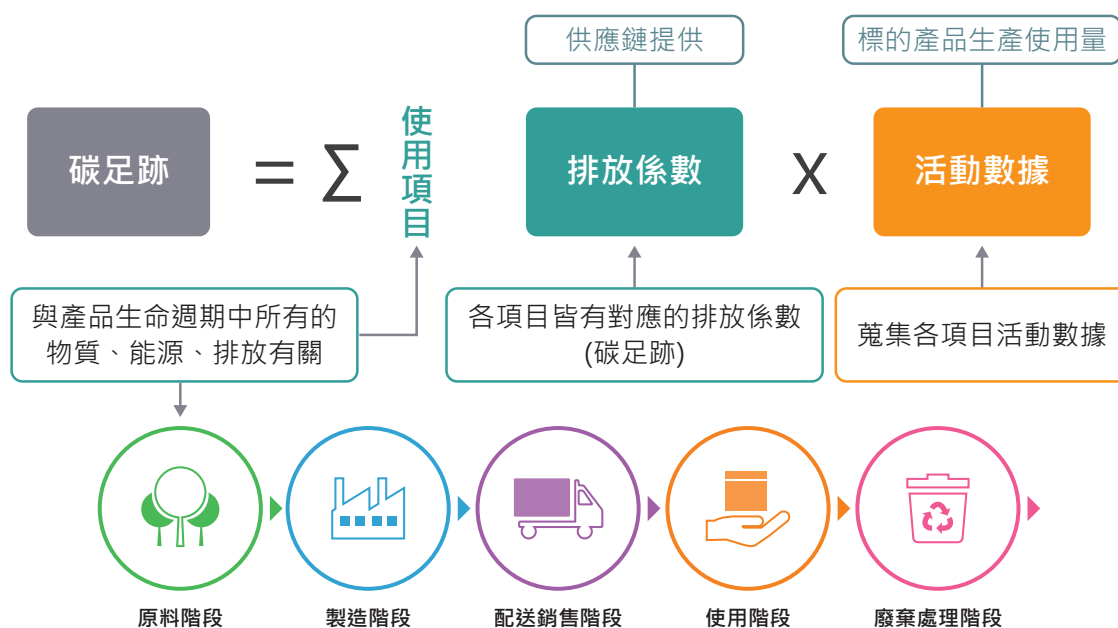 供應鏈提供
標的產品生產使用量
碳足跡
=
Σ
使用項目
排放係數
X
活動數據
與產品生命週期中所有的
物質、能源、排放有關
各項目皆有對應的排放係數
(碳足跡)
蒐集各項目活動數據
原料階段
製造階段
配送銷售階段
使用階段
廢棄處理階段